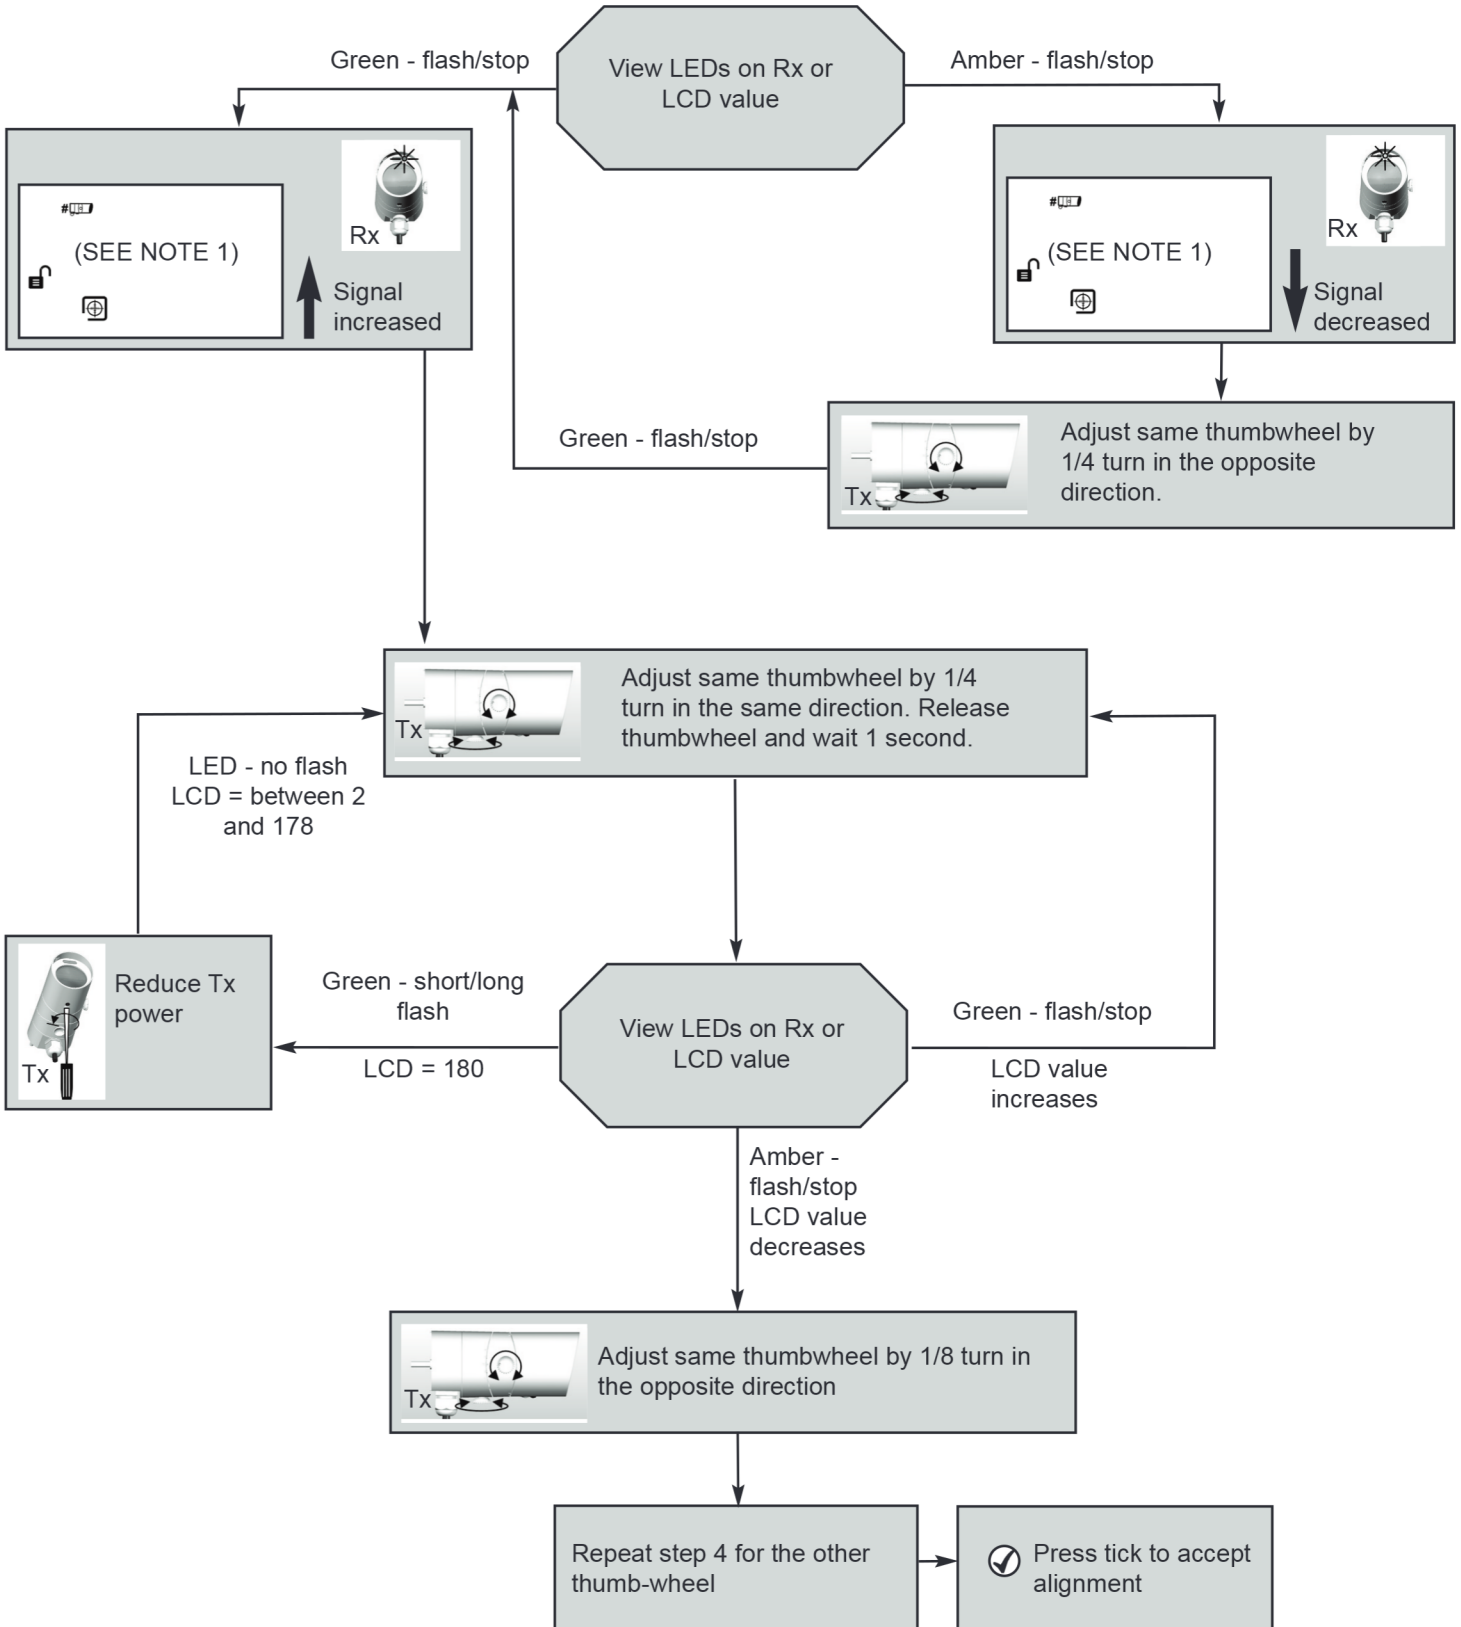 View LEDs on Rx or
LCD value
Green - flash/stop
Amber - flash/stop
#
(SEE NOTE 1)
Rx
Signal
increased
#
(SEE NOTE 1)
Rx
Signal
decreased
Green - flash/stop
Tx
Adjust same thumbwheel by
1/4 turn in the opposite
direction.
Tx
Adjust same thumbwheel by 1/4
turn in the same direction. Release
thumbwheel and wait 1 second.
LED - no flash
LCD = between 2
and 178
Tx
Reduce Tx
power
Green - short/long
flash
LCD = 180
View LEDs on Rx or
LCD value
Green - flash/stop
LCD value
increases
Amber -
flash/stop
LCD value
decreases
Tx
Adjust same thumbwheel by 1/8 turn in
the opposite direction
Repeat step 4 for the other
thumb-wheel
Press tick to accept
alignment